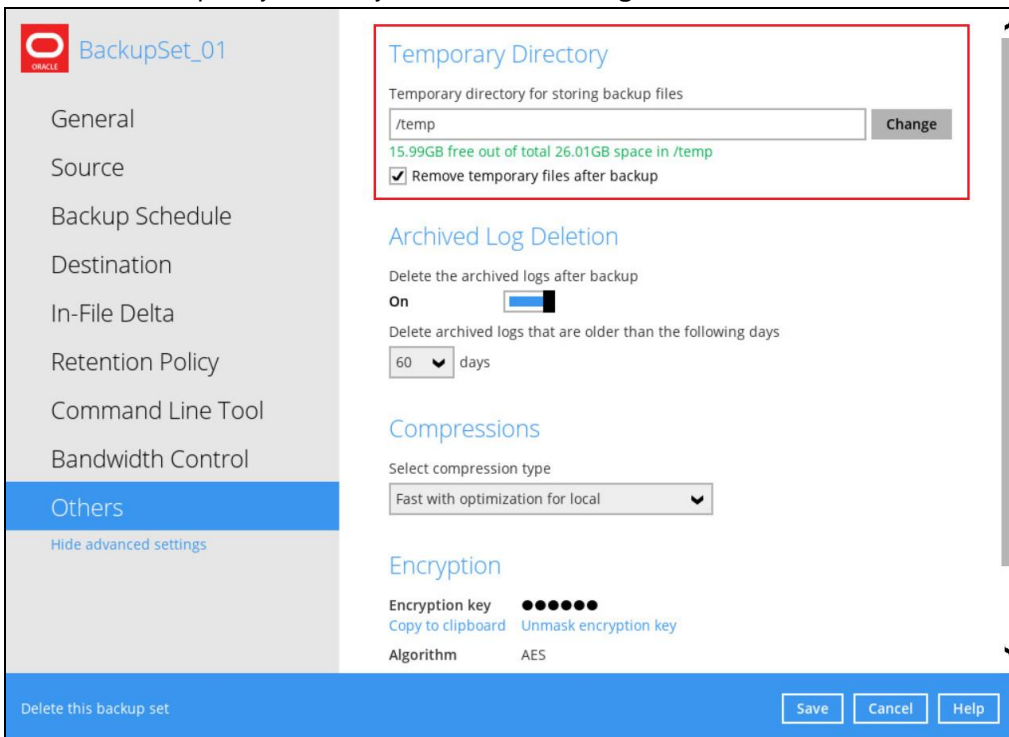 ORACLE
BackupSet_01
General
Source
Backup Schedule
Destination
In-File Delta
Retention Policy
Command Line Tool
Bandwidth Control
Others
Hide advanced settings
Temporary Directory
Temporary directory for storing backup files
/temp
Change
15.99GB free out of total 26.01GB space in /temp
Remove temporary files after backup
Archived Log Deletion
Delete the archived logs after backup
On
Delete archived logs that are older than the following days
60 days
Compressions
Select compression type
Fast with optimization for local
Encryption
Encryption key ●●●●●●
Copy to clipboard Unmask encryption key
Algorithm AES
Delete this backup set
Save Cancel Help